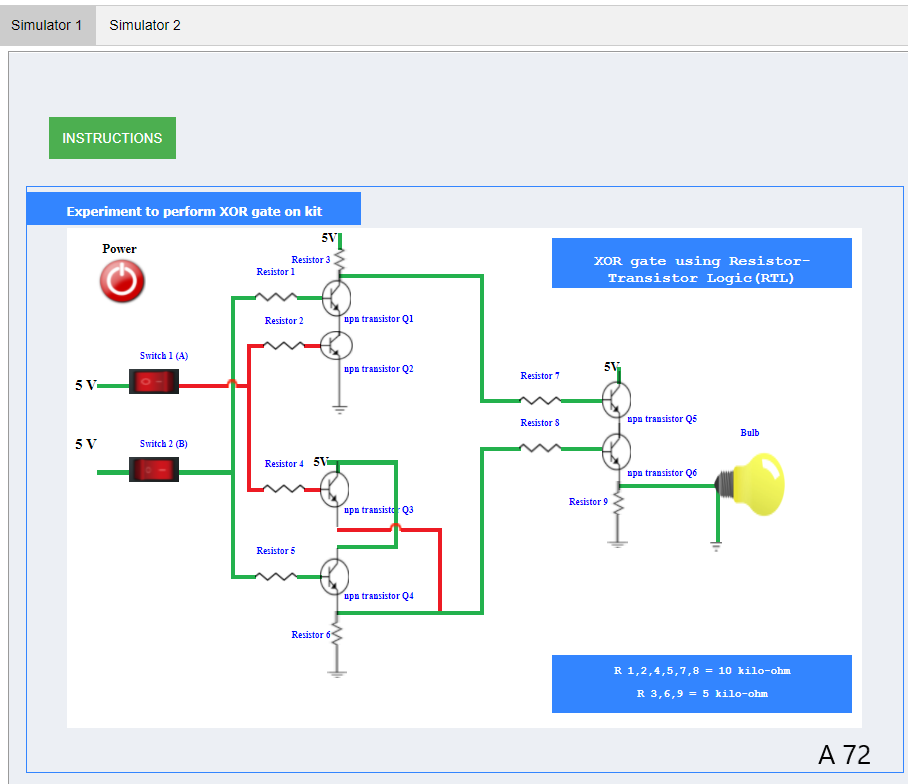 Simulator 1 Simulator 2
INSTRUCTIONS
Experiment to perform XOR gate on kit
Power
5V
Resistor 3
Resistor 1
XOR gate using Resistor-
Transistor Logic(RTL)
Resistor 2
npn transistor Q1
Switch 1 (A)
npn transistor Q2
5 V
5V
Resistor 7
Resistor 8
npn transistor Q5
Bulb
5 V
Switch 2 (B)
Resistor 4
5V
npn transistor Q6
Resistor 9
npn transistor Q3
Resistor 5
npn transistor Q4
Resistor 6
R 1,2,4,5,7,8 = 10 kilo-ohm
R 3,6,9 = 5 kilo-ohm
A 72